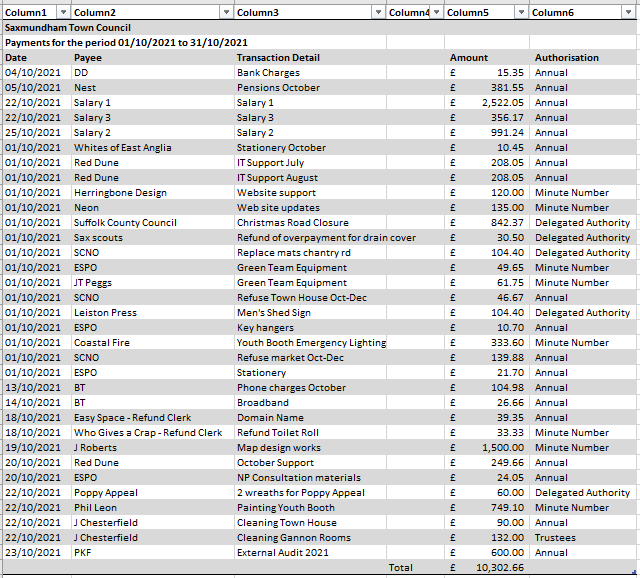 Column1 Column2 Column3 Column4 Column5 Column6
Saxmundham Town Council
Payments for the period 01/10/2021 to 31/10/2021
Date Payee Transaction Detail Amount Authorisation
04/10/2021 DD Bank Charges £ 15.35 Annual
05/10/2021 Nest Pensions October £ 381.55 Annual
22/10/2021 Salary 1 Salary 1 £ 2,522.05 Annual
22/10/2021 Salary 3 Salary 3 £ 356.17 Annual
25/10/2021 Salary 2 Salary 2 £ 991.24 Annual
01/10/2021 Whites of East Anglia Stationery October £ 10.45 Annual
01/10/2021 Red Dune IT Support July £ 208.05 Annual
01/10/2021 Red Dune IT Support August £ 208.05 Annual
01/10/2021 Herringbone Design Website support £ 120.00 Minute Number
01/10/2021 Neon Web site updates £ 135.00 Minute Number
01/10/2021 Suffolk County Council Christmas Road Closure £ 842.37 Delegated Authority
01/10/2021 Sax scouts Refund of overpayment for drain cover £ 30.50 Delegated Authority
01/10/2021 SCNO Replace mats chantry rd £ 104.40 Delegated Authority
01/10/2021 ESPO Green Team Equipment £ 49.65 Minute Number
01/10/2021 JT Peggs Green Team Equipment £ 61.75 Minute Number
01/10/2021 SCNO Refuse Town House Oct-Dec £ 46.67 Annual
01/10/2021 Leiston Press Men's Shed Sign £ 104.40 Delegated Authority
01/10/2021 ESPO Key hangers £ 10.70 Annual
01/10/2021 Coastal Fire Youth Booth Emergency Lighting £ 333.60 Minute Number
01/10/2021 SCNO Refuse market Oct-Dec £ 139.88 Annual
01/10/2021 ESPO Stationery £ 21.70 Annual
13/10/2021 BT Phone charges October £ 104.98 Annual
14/10/2021 BT Broadband £ 26.66 Annual
18/10/2021 Easy Space - Refund Clerk Domain Name £ 39.35 Annual
18/10/2021 Who Gives a Crap - Refund Clerk Refund Toilet Roll £ 33.33 Minute Number
19/10/2021 J Roberts Map design works £ 1,500.00 Minute Number
20/10/2021 Red Dune October Support £ 249.66 Annual
20/10/2021 ESPO NP Consultation materials £ 24.05 Annual
22/10/2021 Poppy Appeal 2 wreaths for Poppy Appeal £ 60.00 Delegated Authority
22/10/2021 Phil Leon Painting Youth Booth £ 749.10 Minute Number
22/10/2021 J Chesterfield Cleaning Town House £ 90.00 Annual
22/10/2021 J Chesterfield Cleaning Gannon Rooms £ 132.00 Trustees
23/10/2021 PKF External Audit 2021 £ 600.00 Annual
Total £ 10,302.66